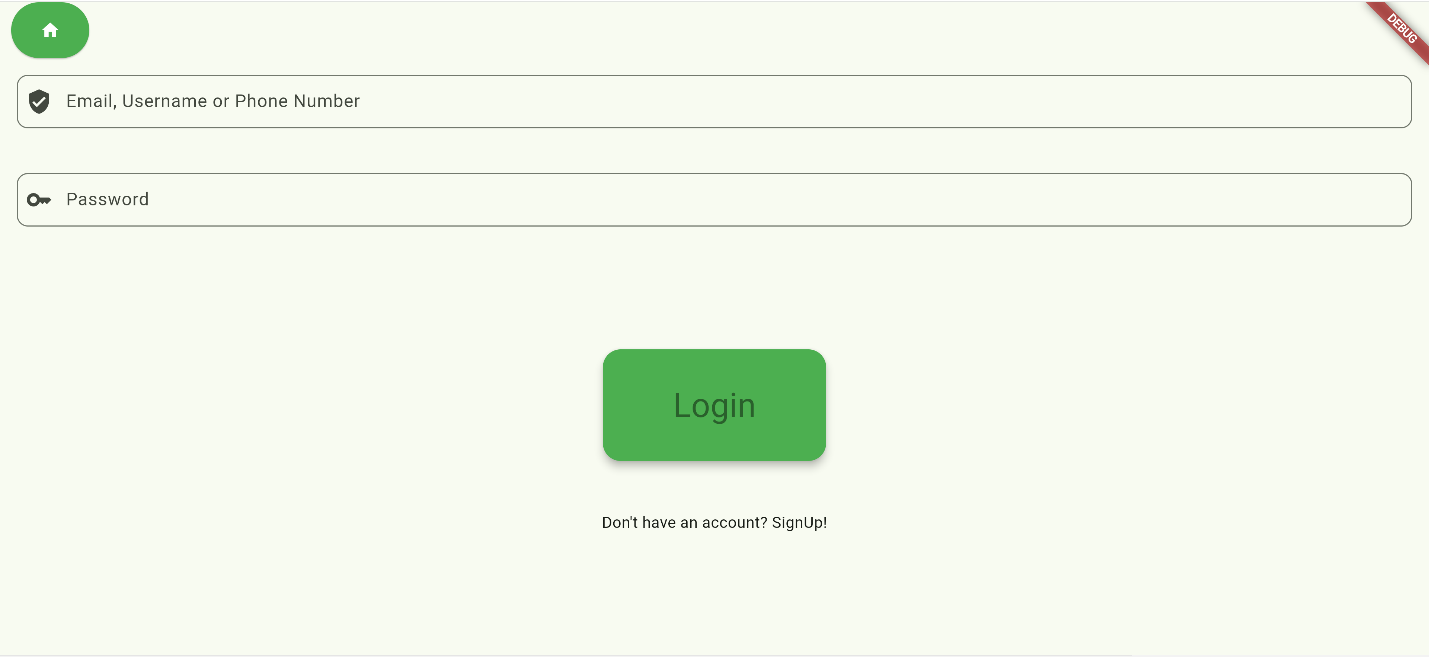 DEBUG
Email, Username or Phone Number
Password
Login
Don't have an account? SignUp!